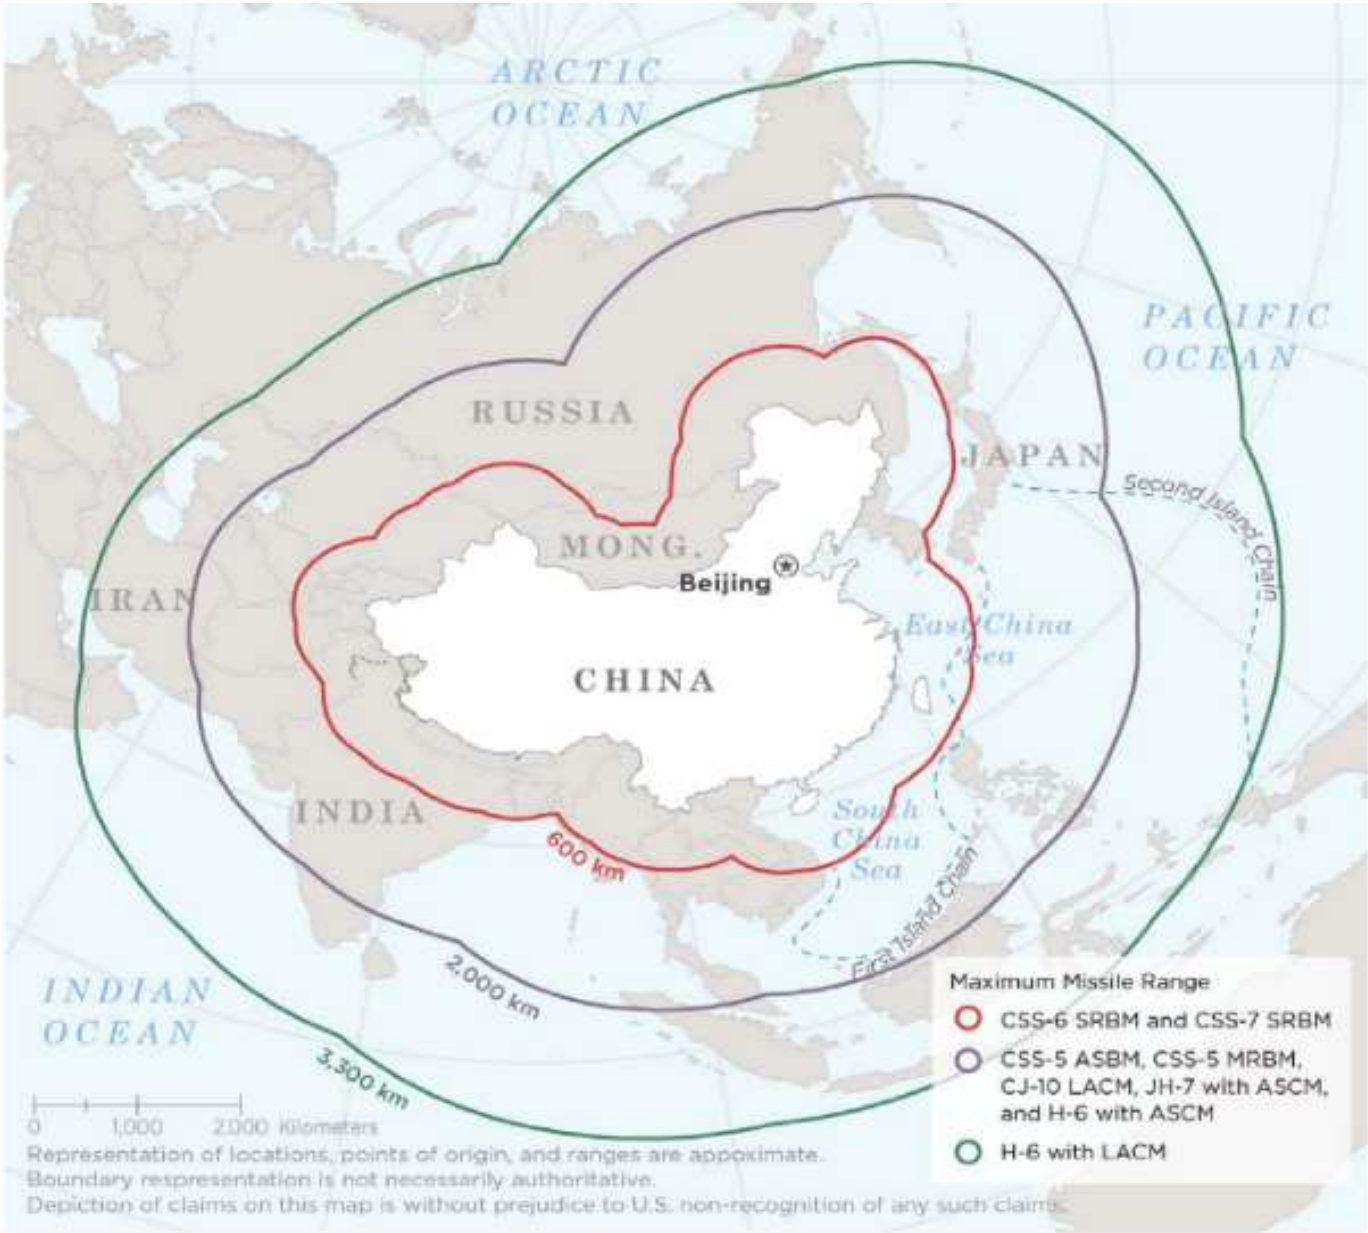 ARCTIC
OCEAN
PACIFIC
OCEAN
RUSSIA
JAPAN
Second Island Chain
MONG.
Beijing
IRAN
East China
Sea
CHINA
INDIA
South
China
Sea
600 km
First Island Chain
2,000 km
INDIAN
OCEAN
3,300 km
Maximum Missile Range
CSS-6 SRBM and CSS-7 SRBM
CSS-5 ASBM, CSS-5 MRBM,
CJ-10 LACM, JH-7 with ASCM,
and H-6 with ASCM
H-6 with LACM
0 1,000 2,000 Kilometers
Representation of locations, points of origin, and ranges are appoximate.
Boundary respresentation is not necessarily authoritative.
Depiction of claims on this map is without prejudice to U.S. non-recognition of any such claims.